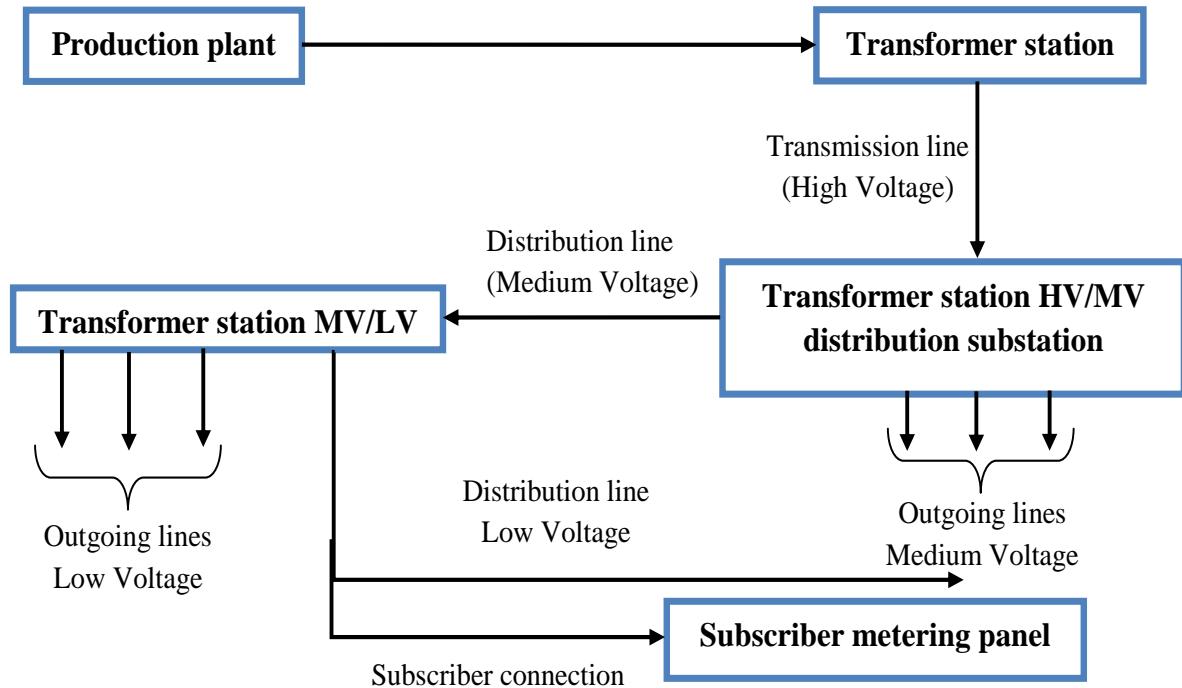 Production plant
Transformer station
Transmission line
(High Voltage)
Distribution line
(Medium Voltage)
Transformer station MV/LV
Transformer station HV/MV
distribution substation
Distribution line
Low Voltage
Outgoing lines
Low Voltage
Outgoing lines
Medium Voltage
Subscriber metering panel
Subscriber connection